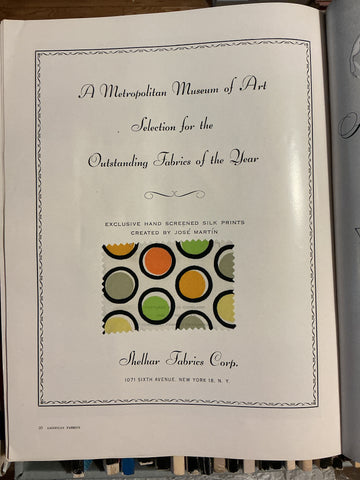 A Metropolitan Museum of Art
Selection for the
Outstanding Fabrics of the Year
EXCLUSIVE HAND SCREENED SILK PRINTS
CREATED BY JOSÉ MARTÍN
Shelhar Fabrics Corp.
1071 SIXTH AVENUE, NEW YORK 18, N. Y.
AMERICAN FABRICS